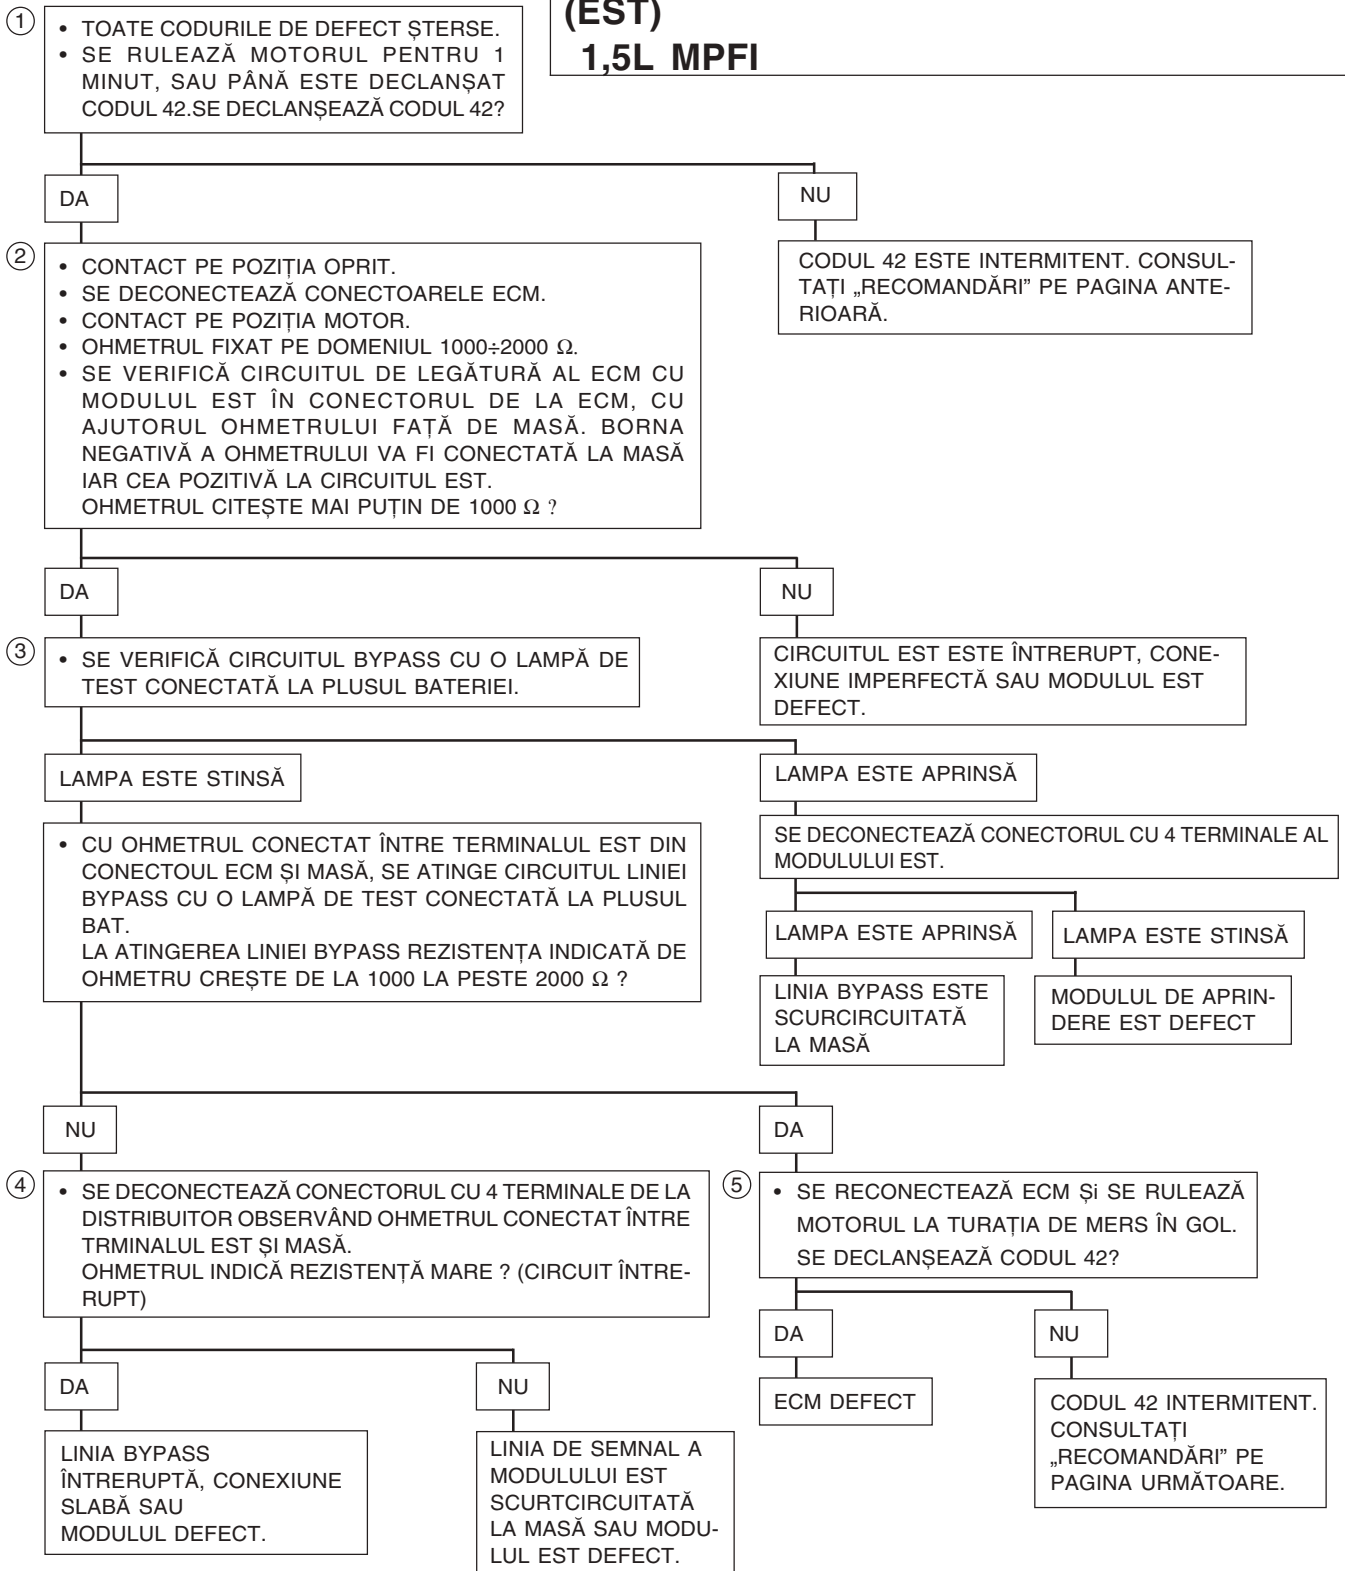 (EST)
1,5L MPFI
1
• TOATE CODURILE DE DEFECT ȘTERSE.
• SE RULEAZĂ MOTORUL PENTRU 1
MINUT, SAU PÂNĂ ESTE DECLANȘAT
CODUL 42.SE DECLANȘEAZĂ CODUL 42?
DA
NU
2
• CONTACT PE POZIȚIA OPRIT.
• SE DECONECTEAZĂ CONECTOARELE ECM.
• CONTACT PE POZIȚIA MOTOR.
• OHMETRUL FIXAT PE DOMENIUL 1000÷2000 Ω.
• SE VERIFICĂ CIRCUITUL DE LEGĂTURĂ AL ECM CU
MODULUL EST ÎN CONECTORUL DE LA ECM, CU
AJUTORUL OHMETRULUI FAȚĂ DE MASĂ. BORNA
NEGATIVĂ A OHMETRULUI VA FI CONECTATĂ LA MASĂ
IAR CEA POZITIVĂ LA CIRCUITUL EST.
OHMETRUL CITEȘTE MAI PUȚIN DE 1000 Ω ?
CODUL 42 ESTE INTERMITENT. CONSUL-
TAȚI „RECOMANDĂRI” PE PAGINA ANTE-
RIOARĂ.
DA
NU
3
• SE VERIFICĂ CIRCUITUL BYPASS CU O LAMPĂ DE
TEST CONECTATĂ LA PLUSUL BATERIEI.
CIRCUITUL EST ESTE ÎNTRERUPT, CONE-
XIUNE IMPERFECTĂ SAU MODULUL EST
DEFECT.
LAMPA ESTE STINSĂ
LAMPA ESTE APRINSĂ
• CU OHMETRUL CONECTAT ÎNTRE TERMINALUL EST DIN
CONECTOUL ECM ȘI MASĂ, SE ATINGE CIRCUITUL LINIEI
BYPASS CU O LAMPĂ DE TEST CONECTATĂ LA PLUSUL
BAT.
LA ATINGEREA LINIEI BYPASS REZISTENȚA INDICATĂ DE
OHMETRU CREȘTE DE LA 1000 LA PESTE 2000 Ω ?
SE DECONECTEAZĂ CONECTORUL CU 4 TERMINALE AL
MODULULUI EST.
LAMPA ESTE APRINSĂ
LAMPA ESTE STINSĂ
LINIA BYPASS ESTE
SCURCIRCUITATĂ
LA MASĂ
MODULUL DE APRIN-
DERE EST DEFECT
NU
DA
4
• SE DECONECTEAZĂ CONECTORUL CU 4 TERMINALE DE LA
DISTRIBUITOR OBSERVÂND OHMETRUL CONECTAT ÎNTRE
TRMINALUL EST ȘI MASĂ.
OHMETRUL INDICĂ REZISTENȚĂ MARE ? (CIRCUIT ÎNTRE-
RUPT)
5
• SE RECONECTEAZĂ ECM Și SE RULEAZĂ
MOTORUL LA TURAȚIA DE MERS ÎN GOL.
SE DECLANȘEAZĂ CODUL 42?
DA
NU
DA
NU
LINIA BYPASS
ÎNTRERUPTĂ, CONEXIUNE
SLABĂ SAU
MODULUL DEFECT.
LINIA DE SEMNAL A
MODULULUI EST
SCURTCIRCUITATĂ
LA MASĂ SAU MODU-
LUL EST DEFECT.
ECM DEFECT
CODUL 42 INTERMITENT.
CONSULTAȚI
„RECOMANDĂRI” PE
PAGINA URMĂTOARE.